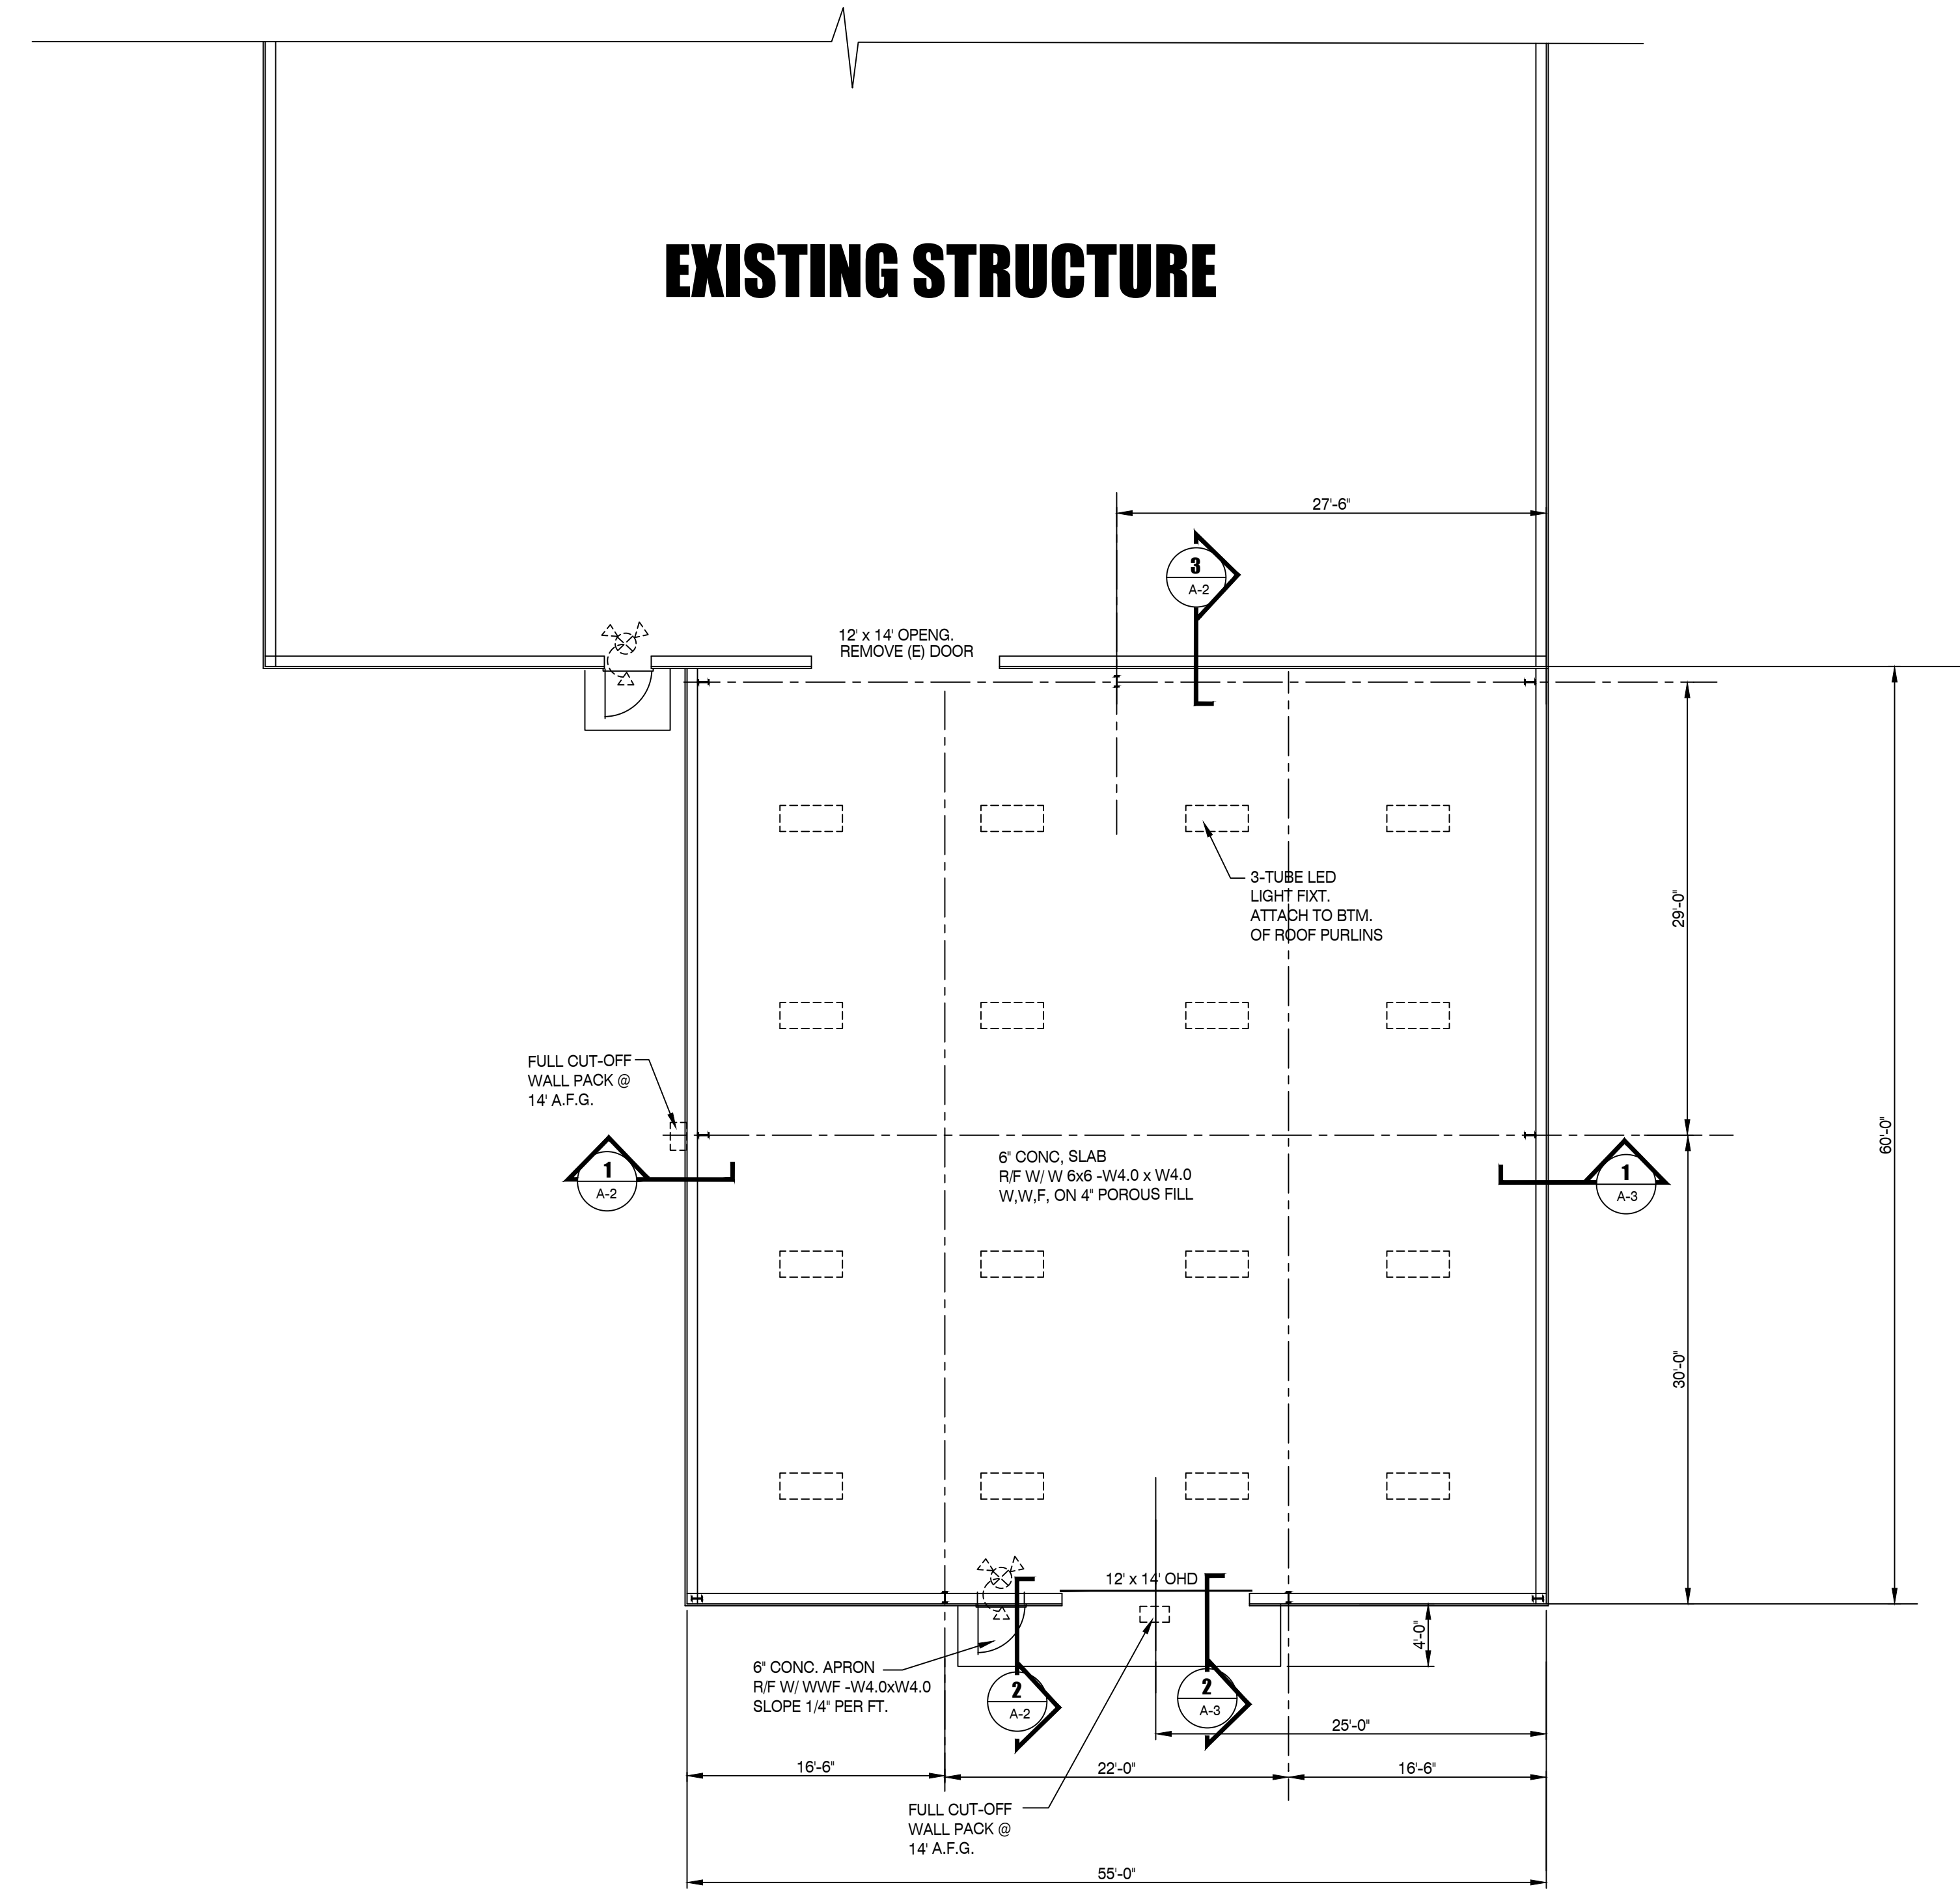 EXISTING STRUCTURE
27'-6"
3
A-2
12' x 14' OPENG.
REMOVE (E) DOOR
3-TUBE LED
LIGHT FIXT.
ATTACH TO BTM.
OF ROOF PURLINS
29'-0"
FULL CUT-OFF
WALL PACK @
14' A.F.G.
1
A-2
6" CONC, SLAB
R/F W/ W 6x6 -W4.0 x W4.0
W,W,F, ON 4" POROUS FILL
1
A-3
60'-0"
30'-0"
12' x 14' OHD
4'-0"
6" CONC. APRON
R/F W/ WWF -W4.0xW4.0
SLOPE 1/4" PER FT.
2
A-2
2
A-3
25'-0"
16'-6"
22'-0"
16'-6"
FULL CUT-OFF
WALL PACK @
14' A.F.G.
55'-0"